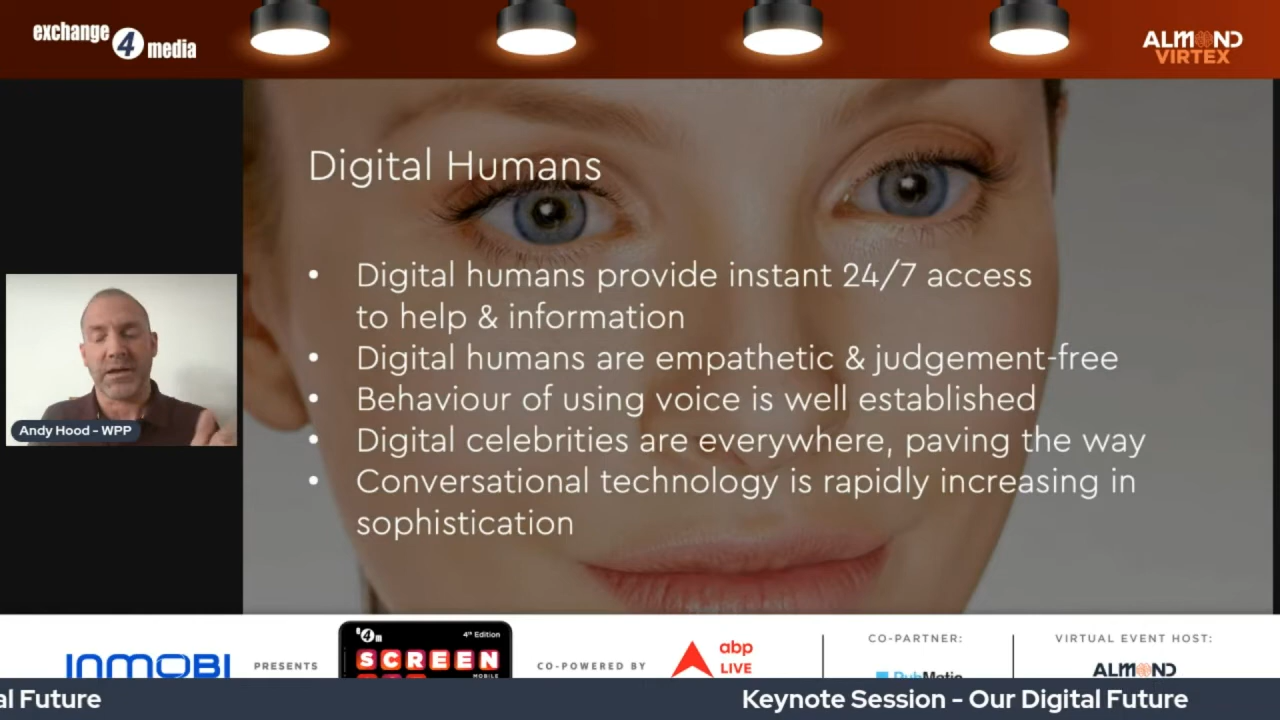 exchange
4
media
ALMOND
VIRTEX
Digital Humans
• Digital humans provide instant 24/7 access
to help & information
• Digital humans are empathetic & judgement-free
• Behaviour of using voice is well established
• Digital celebrities are everywhere, paving the way
• Conversational technology is rapidly increasing in
sophistication
Andy Hood - WPP
INMOBI
PRESENTS
e4m
4th Edition
SCREEN
MOBILE
CO-POWERED BY
abp
LIVE
CO-PARTNER:
PubMatic
VIRTUAL EVENT HOST:
ALMOND
al Future
Keynote Session - Our Digital Future